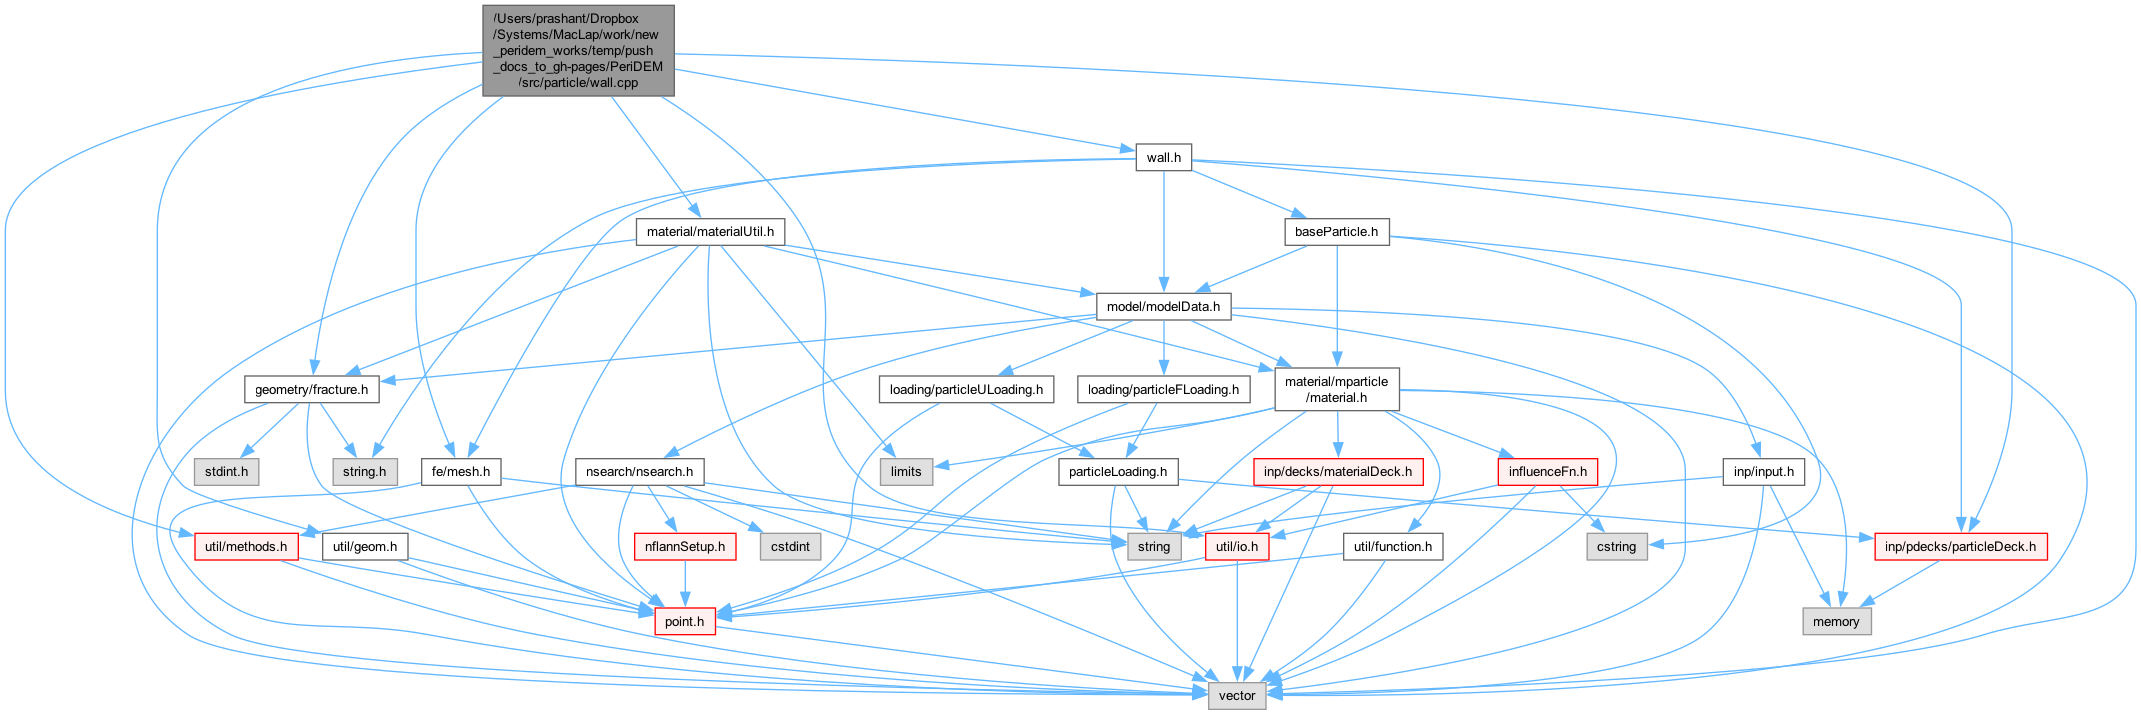 /Users/prashant/Dropbox
/Systems/MacLap/work/new
_peridem_works/temp/push
_docs_to_gh-pages/PeriDEM
/src/particle/wall.cpp
wall.h
material/materialUtil.h
baseParticle.h
model/modelData.h
geometry/fracture.h
loading/particleULoading.h
loading/particleFLoading.h
material/mparticle
/material.h
stdint.h
string.h
fe/mesh.h
nsearch/nsearch.h
limits
particleLoading.h
inp/decks/materialDeck.h
influenceFn.h
inp/input.h
util/methods.h
util/geom.h
nflannSetup.h
cstdint
string
util/io.h
util/function.h
cstring
inp/pdecks/particleDeck.h
point.h
memory
vector